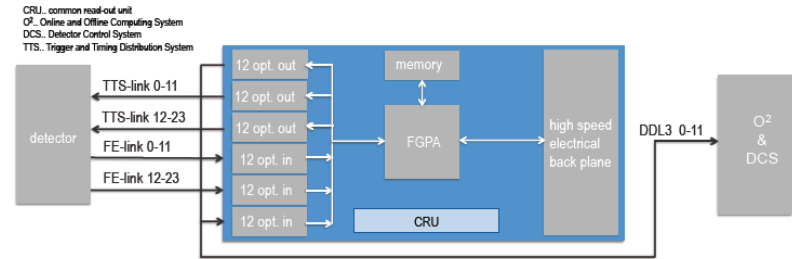 CRU.. common read-out unit
O².. Online and Offline Computing System
DCS.. Detector Control System
TTS.. Trigger and Timing Distribution System
detector
TTS-link 0-11
TTS-link 12-23
FE-link 0-11
FE-link 12-23
12 opt. out
12 opt. out
12 opt. out
12 opt. in
12 opt. in
12 opt. in
memory
FGPA
CRU
high speed
electrical
back plane
DDL3 0-11
O²
&
DCS